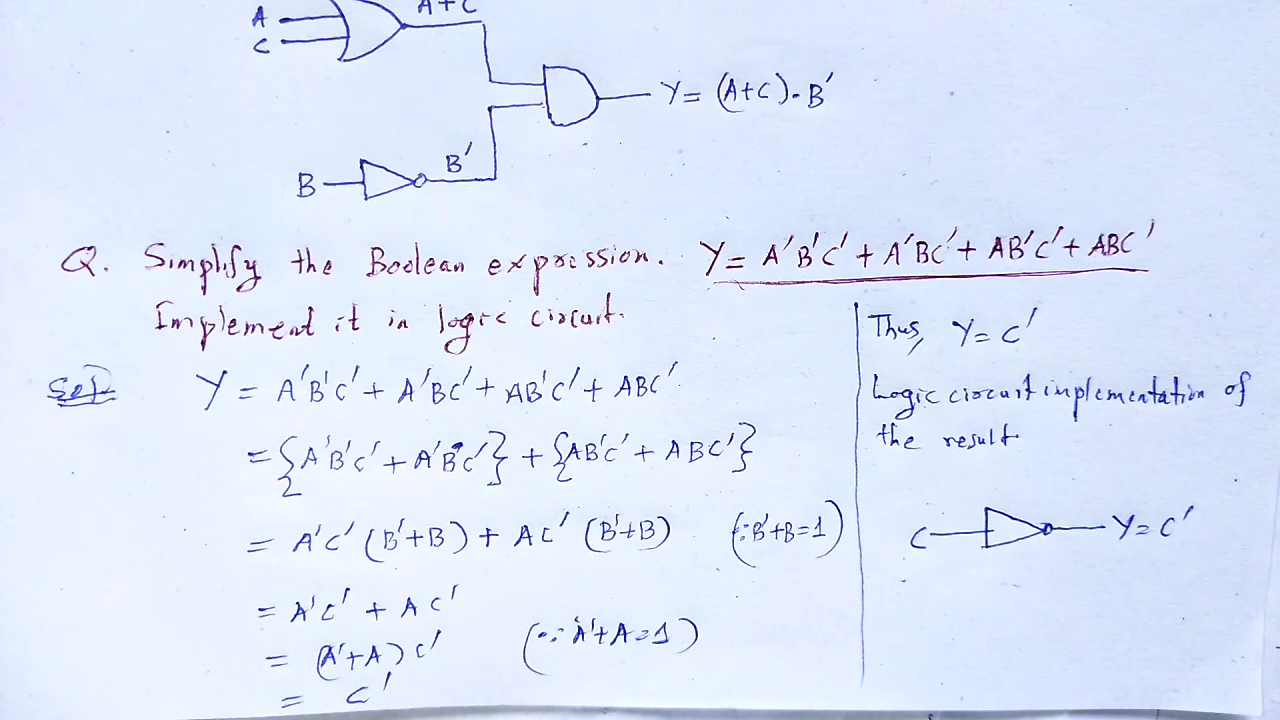 A
A+C
C
Y = (A+C).B'
B'
B
Q. Simplify the Boolean expression. Y = A'B'C' + A'BC' + AB'C' + ABC'
Implement it in logic circuit.
Soln
Y = A'B'C' + A'BC' + AB'C' + ABC'
= {A'B'C' + A'BC'} + {AB'C' + ABC'}
= A'C' (B'+B) + AC' (B'+B) (∵B'+B=1)
= A'C' + AC'
= (A'+A)C' (∵A'+A=1)
= C'
Thus, Y = C'
Logic circuit implementation of
the result.
C
Y = C'